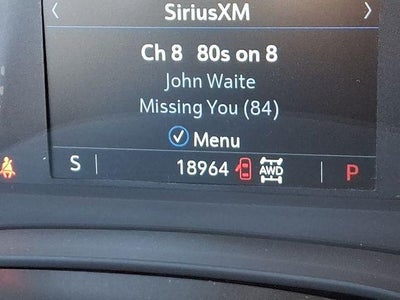 SiriusXM
Ch 8 80s on 8
John Waite
Missing You (84)
Menu
S 18964 AWD P